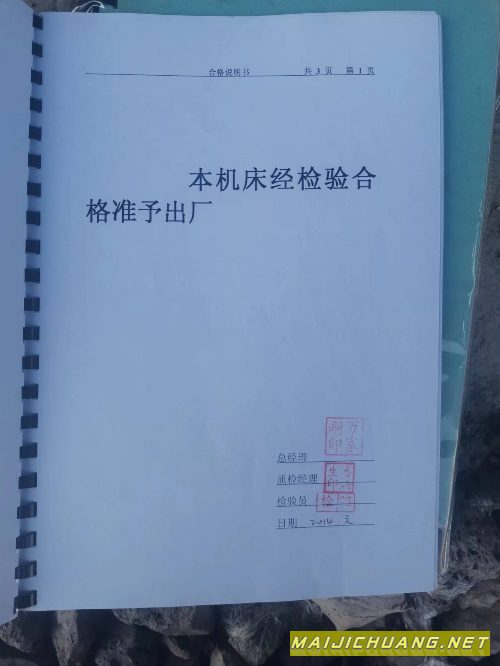 合格说明书 共 3 页 第 1 页
本机床经检验合
格准予出厂
总经理
质检经理
检验员
日期 2014.
MAIJICHUANG.NET